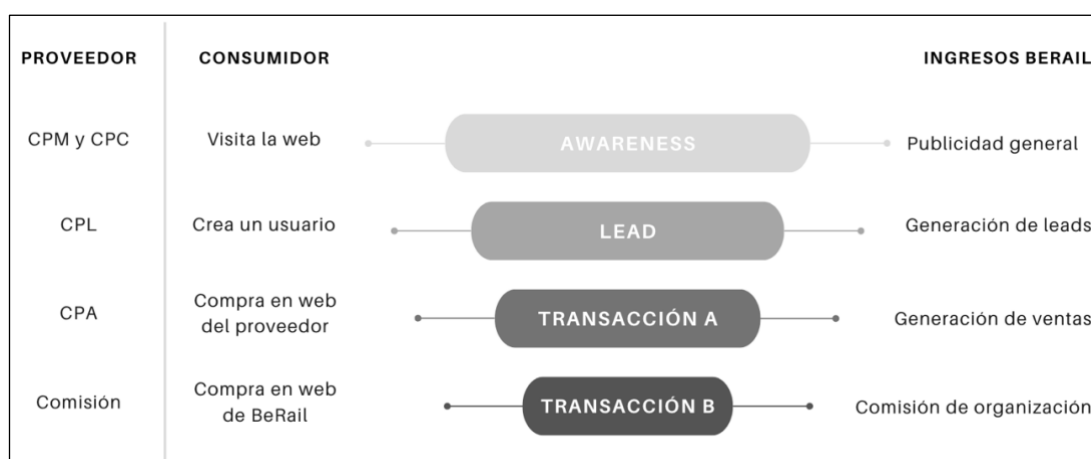 PROVEEDOR CONSUMIDOR INGRESOS BERAIL
CPM y CPC Visita la web AWARENESS Publicidad general
CPL Crea un usuario LEAD Generación de leads
CPA Compra en web del proveedor TRANSACCIÓN A Generación de ventas
Comisión Compra en web de BeRail TRANSACCIÓN B Comisión de organización